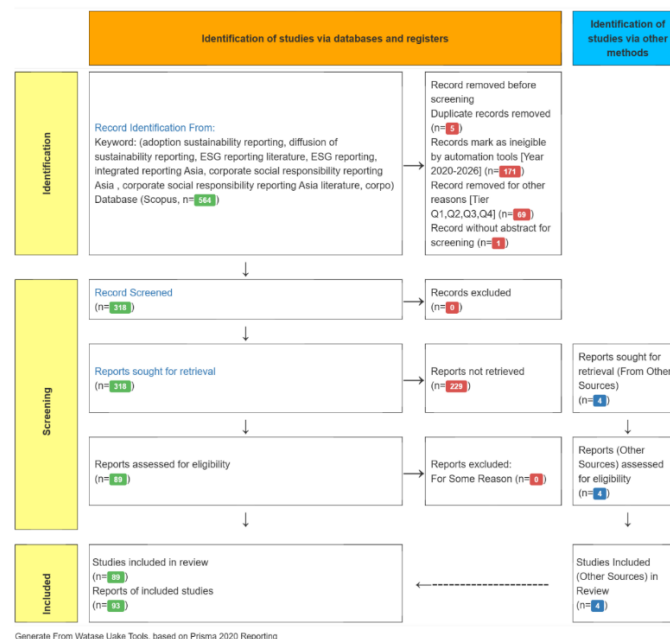 Identification of studies via databases and registers
Identification of
studies via other
methods
Identification
Record Identification From:
Keyword: (adoption sustainability reporting, diffusion of
sustainability reporting, ESG reporting literature, ESG reporting,
integrated reporting Asia, corporate social responsibility reporting
Asia , corporate social responsibility reporting Asia literature, corpo)
Database (Scopus, n= 564 )
Record removed before
screening
Duplicate records removed
(n= 5 )
Records mark as ineligible
by automation tools [Year
2020-2026] (n= 171 )
Record removed for other
reasons [Tier
Q1,Q2,Q3,Q4] (n= 69 )
Record without abstract for
screening (n= 1 )
Screening
Record Screened
(n= 318 )
Records excluded
(n= 0 )
Reports sought for retrieval
(n= 318 )
Reports not retrieved
(n= 229 )
Reports sought for
retrieval (From Other
Sources)
(n= 4 )
Reports assessed for eligibility
(n= 89 )
Reports excluded:
For Some Reason (n= 0 )
Reports (Other
Sources) assessed
for eligibility
(n= 4 )
Included
Studies included in review
(n= 89 )
Reports of included studies
(n= 93 )
Studies Included
(Other Sources) in
Review
(n= 4 )
Generate From Watase Uake Tools, based on Prisma 2020 Reporting